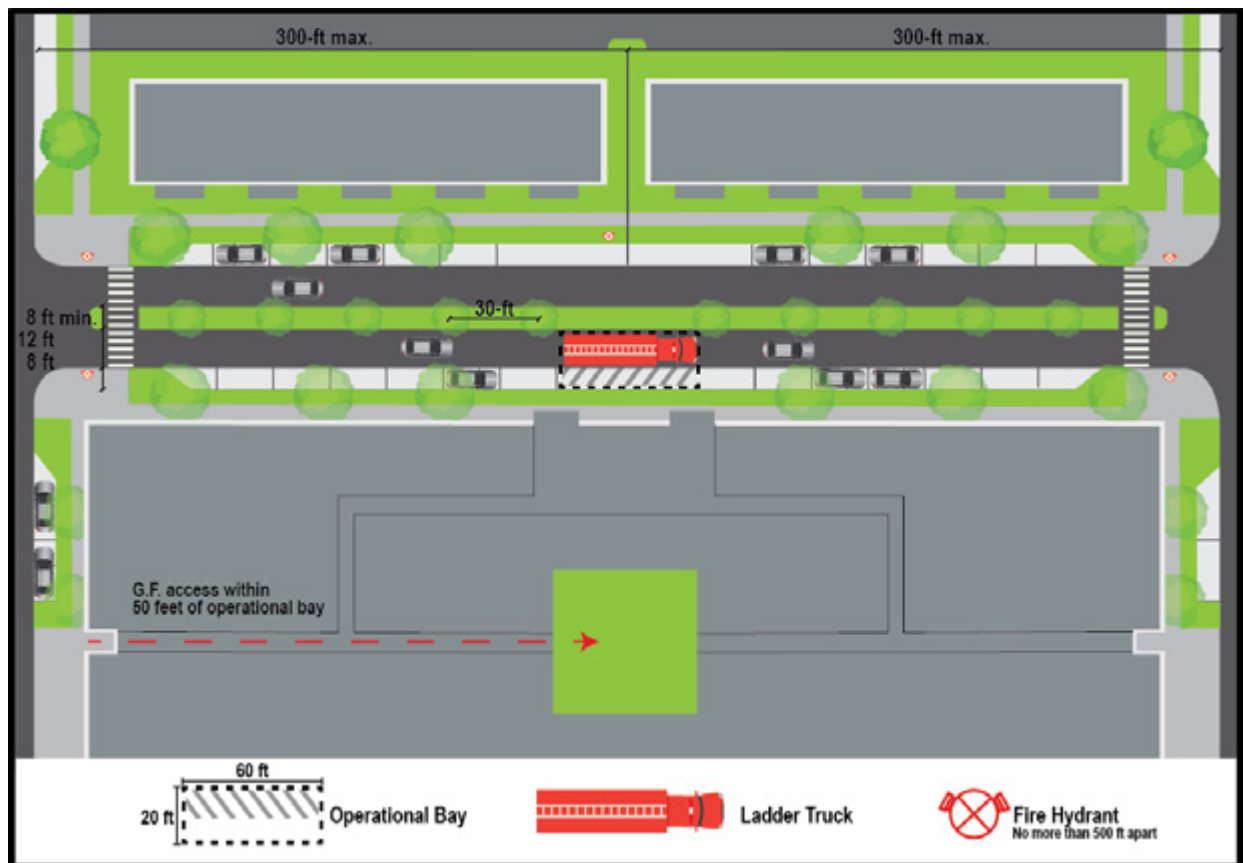 300-ft max.
300-ft max.
30-ft
8 ft min.
12 ft
8 ft
G.F. access within
50 feet of operational bay
60 ft
20 ft
Operational Bay
Ladder Truck
Fire Hydrant
No more than 500 ft apart